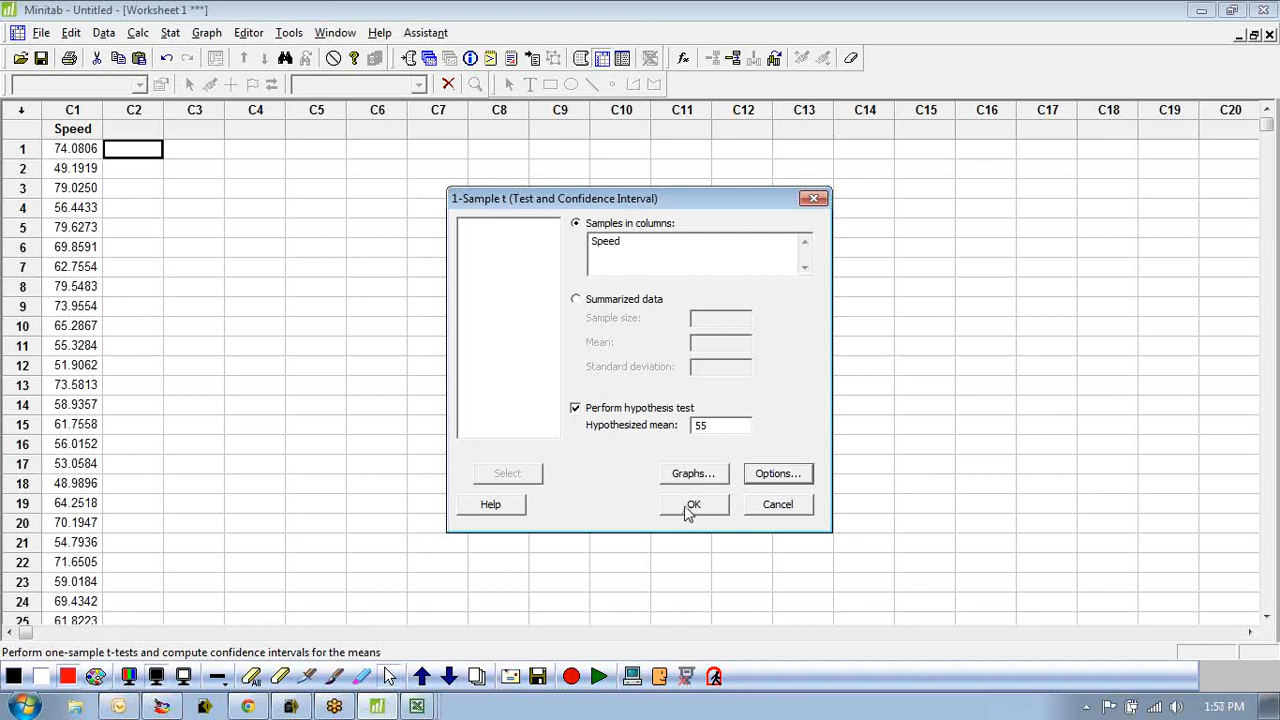 Minitab - Untitled - [Worksheet 1 ***]
File Edit Data Calc Stat Graph Editor Tools Window Help Assistant
C1 C2 C3 C4 C5 C6 C7 C8 C9 C10 C11 C12 C13 C15 C16 C17 C18 C19 C20
Speed
1 74.0806
2 49.1919
3 79.0250
4 56.4433
5 79.6273
6 69.8591
7 62.7554
8 79.5483
9 73.9554
10 65.2867
11 55.3284
12 51.9062
13 73.5813
14 58.9357
15 61.7558
16 56.0152
17 53.0584
18 48.9896
19 64.2518
20 70.1947
21 54.7936
22 71.6505
23 59.0184
24 69.4342
25 61.8223
1-Sample t (Test and Confidence Interval)
Samples in columns:
Speed
Summarized data
Sample size:
Mean:
Standard deviation:
Perform hypothesis test
Hypothesized mean: 55
Select Graphs... Options...
Help OK Cancel
Perform one-sample t-tests and compute confidence intervals for the means